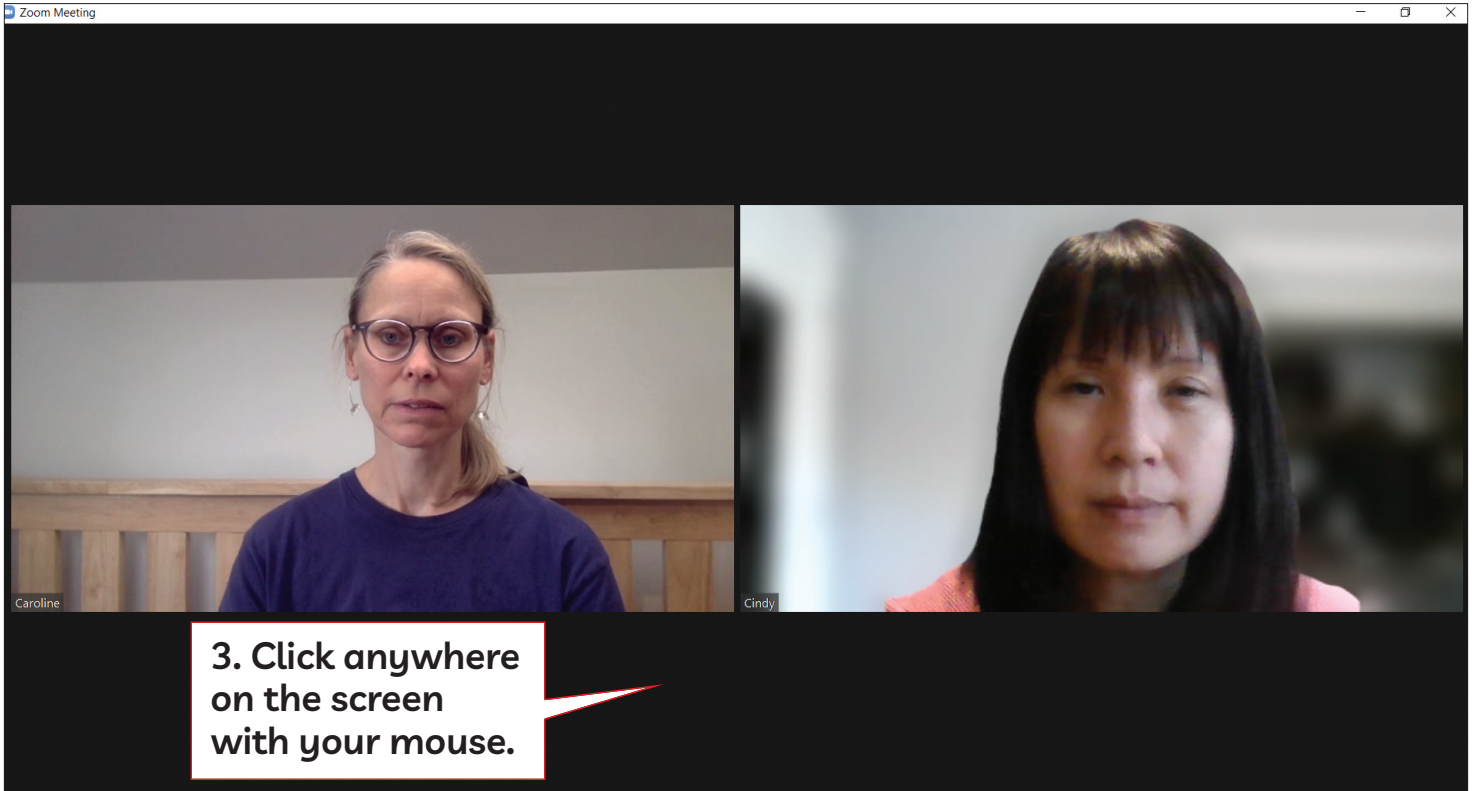 Zoom Meeting
Caroline
Cindy
3. Click anywhere
on the screen
with your mouse.